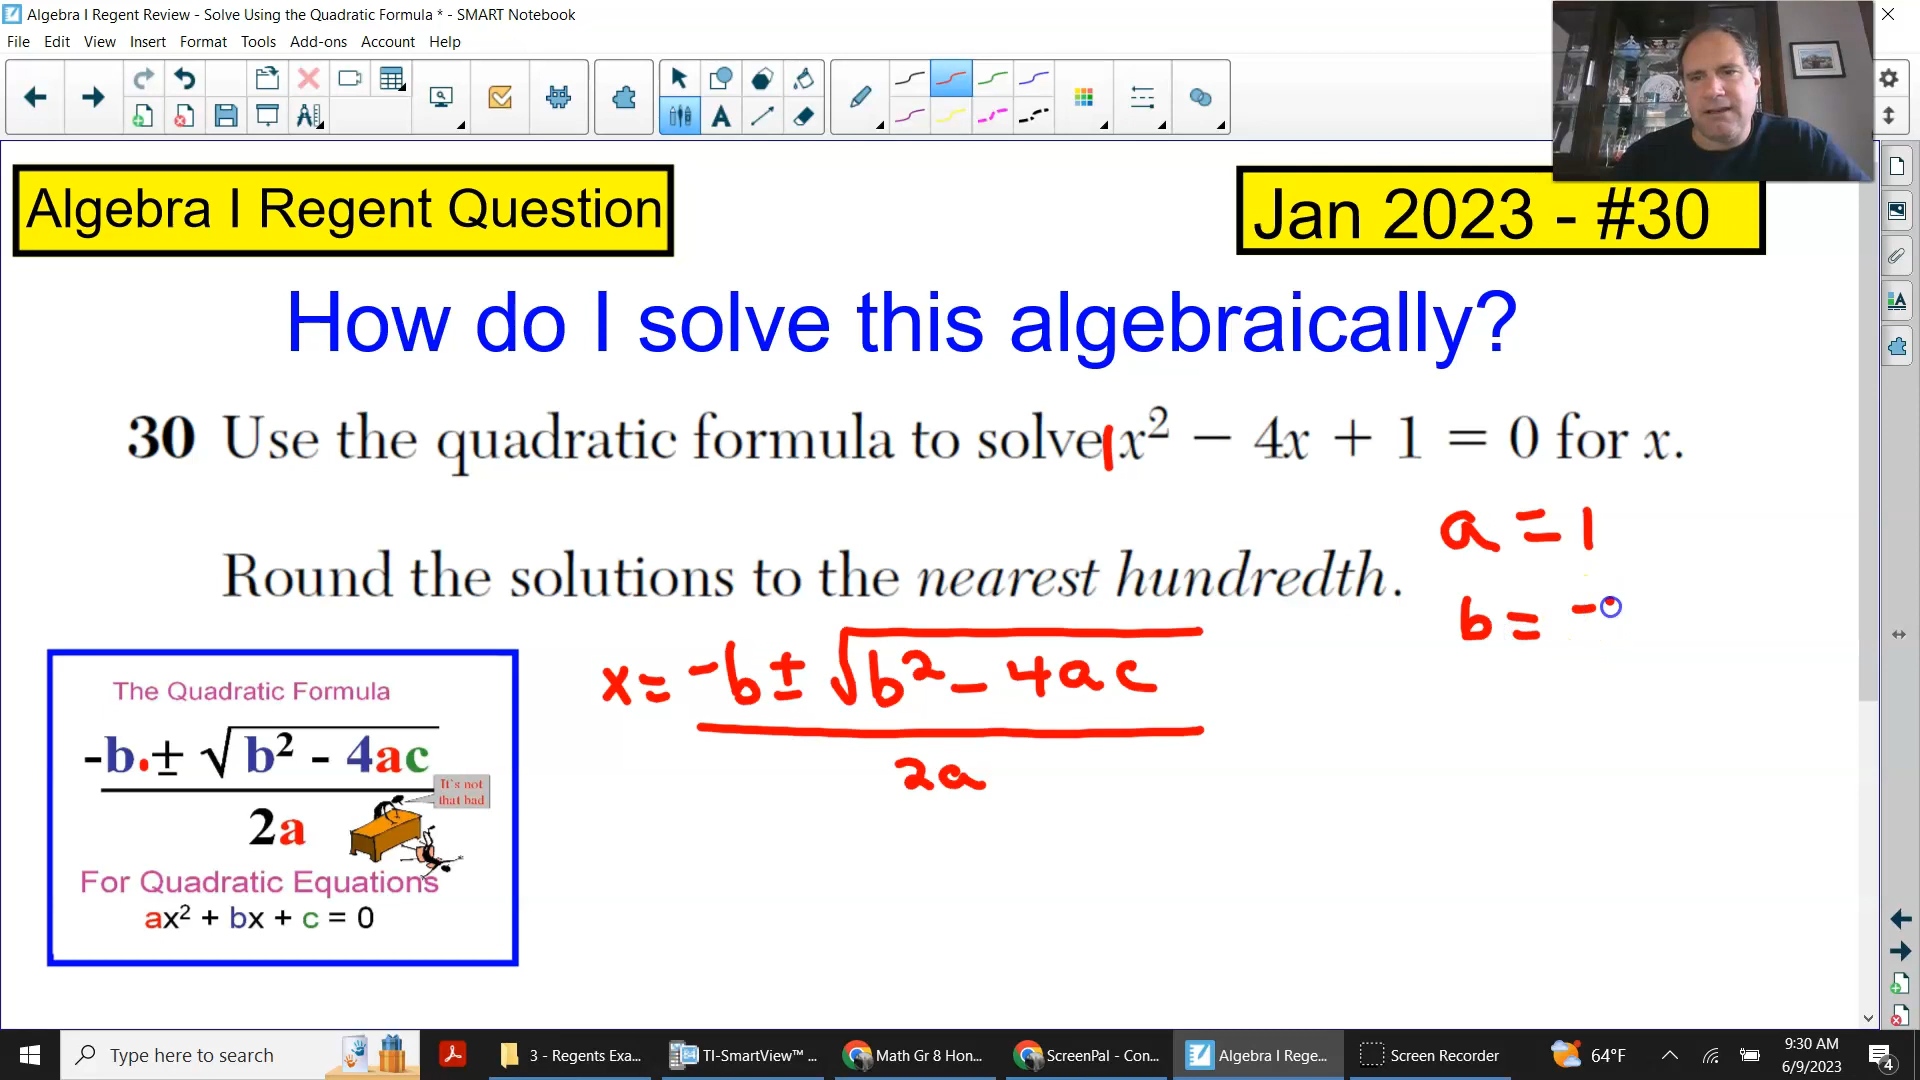 Algebra I Regent Review - Solve Using the Quadratic Formula * - SMART Notebook
File Edit View Insert Format Tools Add-ons Account Help
Algebra I Regent Question
Jan 2023 - #30
How do I solve this algebraically?
30 Use the quadratic formula to solve 1x² − 4x + 1 = 0 for x.
a = 1
Round the solutions to the nearest hundredth.
b = -
x = -b ± √b² - 4ac
2a
The Quadratic Formula
-b ± √b² - 4ac
2a
It's not
that bad
For Quadratic Equations
ax² + bx + c = 0
Type here to search
3 - Regents Exa...
TI-SmartView™ ...
Math Gr 8 Hon...
ScreenPal - Con...
Algebra I Rege...
Screen Recorder
64°F
9:30 AM
6/9/2023
4